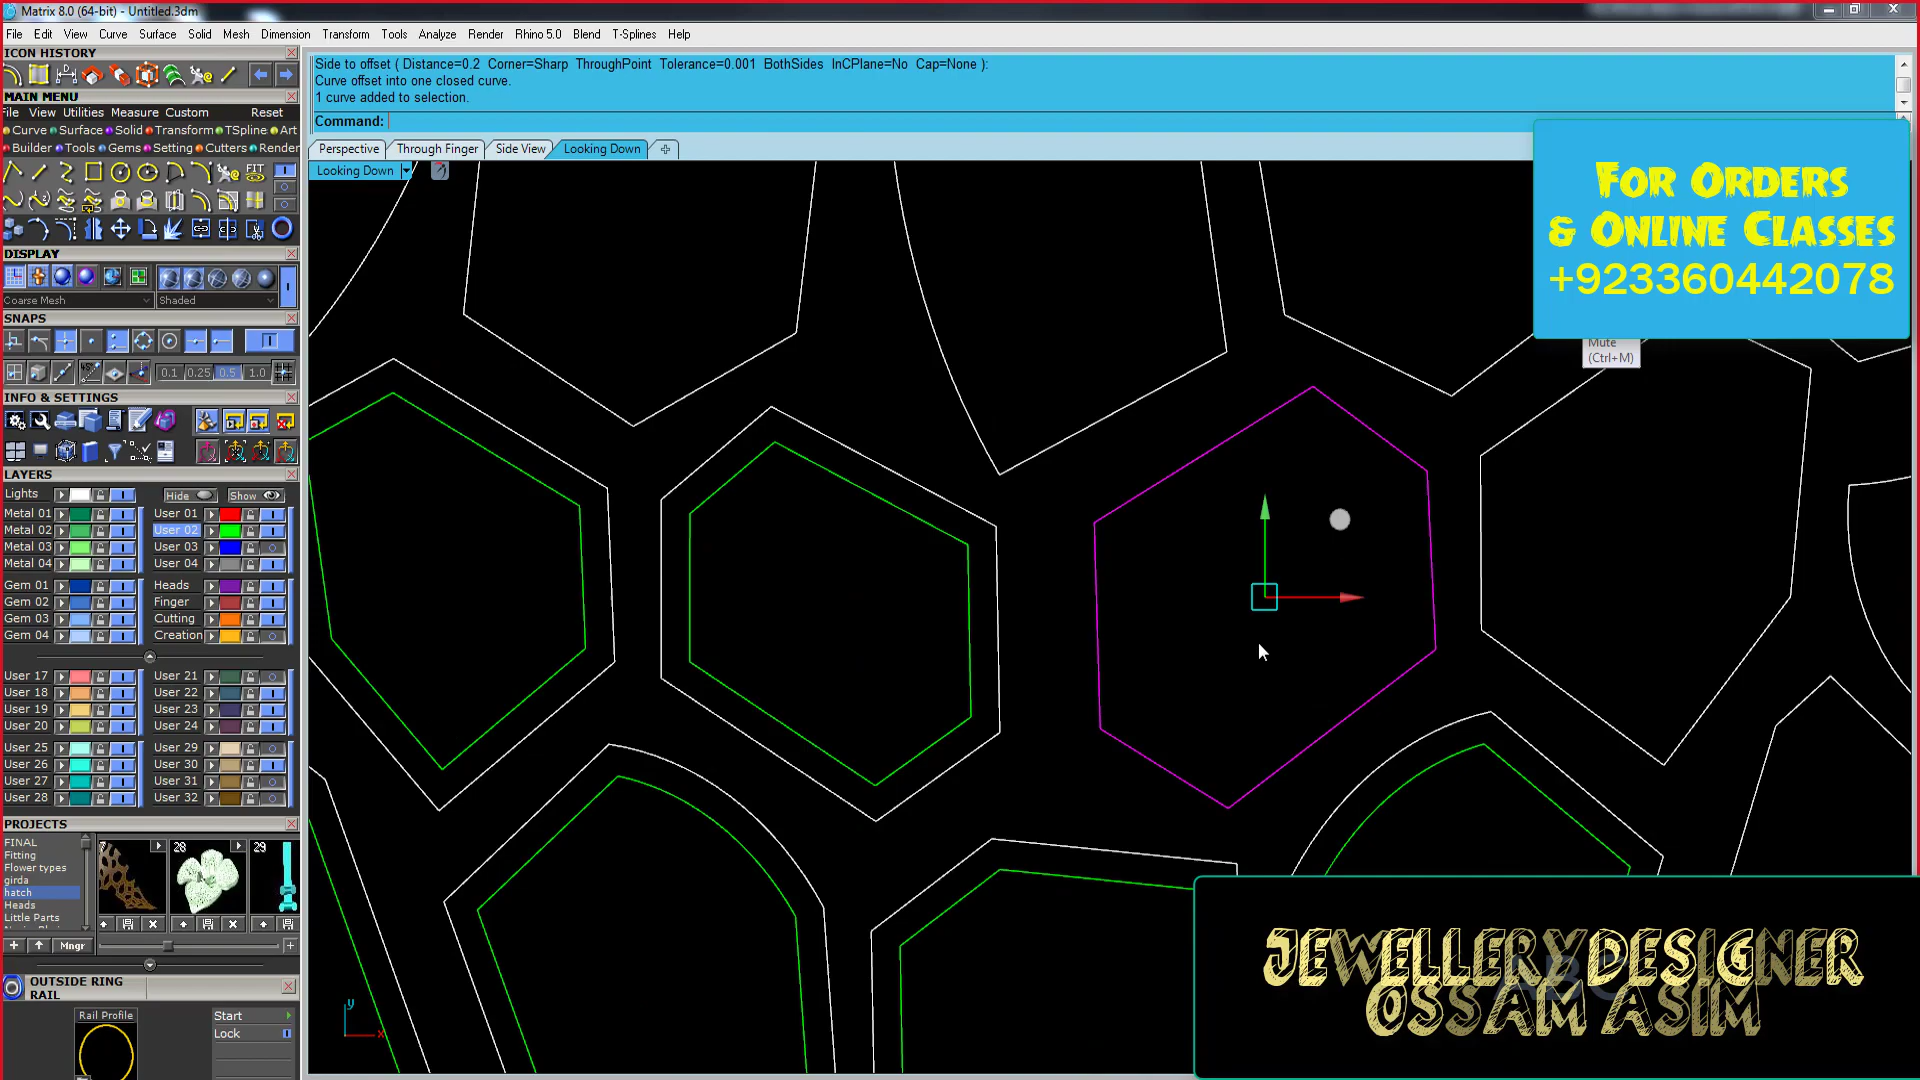 Matrix 8.0 (64-bit) - Untitled.3dm
File Edit View Curve Surface Solid Mesh Dimension Transform Tools Analyze Render Rhino 5.0 Blend T-Splines Help
ICON HISTORY
Side to offset ( Distance=0.2 Corner=Sharp ThroughPoint Tolerance=0.001 BothSides InCPlane=No Cap=None ):
Curve offset into one closed curve.
1 curve added to selection.
Command:
MAIN MENU
File View Utilities Measure Custom Reset
Curve Surface Solid Transform TSpline Art
Builder Tools Gems Setting Cutters Render
Perspective Through Finger Side View Looking Down
Looking Down
FIT
DISPLAY
Coarse Mesh Shaded
SNAPS
0.1 0.25 0.5 1.0
INFO & SETTINGS
LAYERS
Lights Hide Show
Metal 01 User 01
Metal 02 User 02
Metal 03 User 03
Metal 04 User 04
Gem 01 Heads
Gem 02 Finger
Gem 03 Cutting
Gem 04 Creation
User 17 User 21
User 18 User 22
User 19 User 23
User 20 User 24
User 25 User 29
User 26 User 30
User 27 User 31
User 28 User 32
PROJECTS
FINAL
Fitting
Flower types
girda
hatch
Heads
Little Parts
28 29
Mngr
OUTSIDE RING
RAIL
Rail Profile
Start
Lock
y
x
For Orders
& Online Classes
+923360442078
Mute
(Ctrl+M)
JEWELLERY DESIGNER
OSSAM ASIM